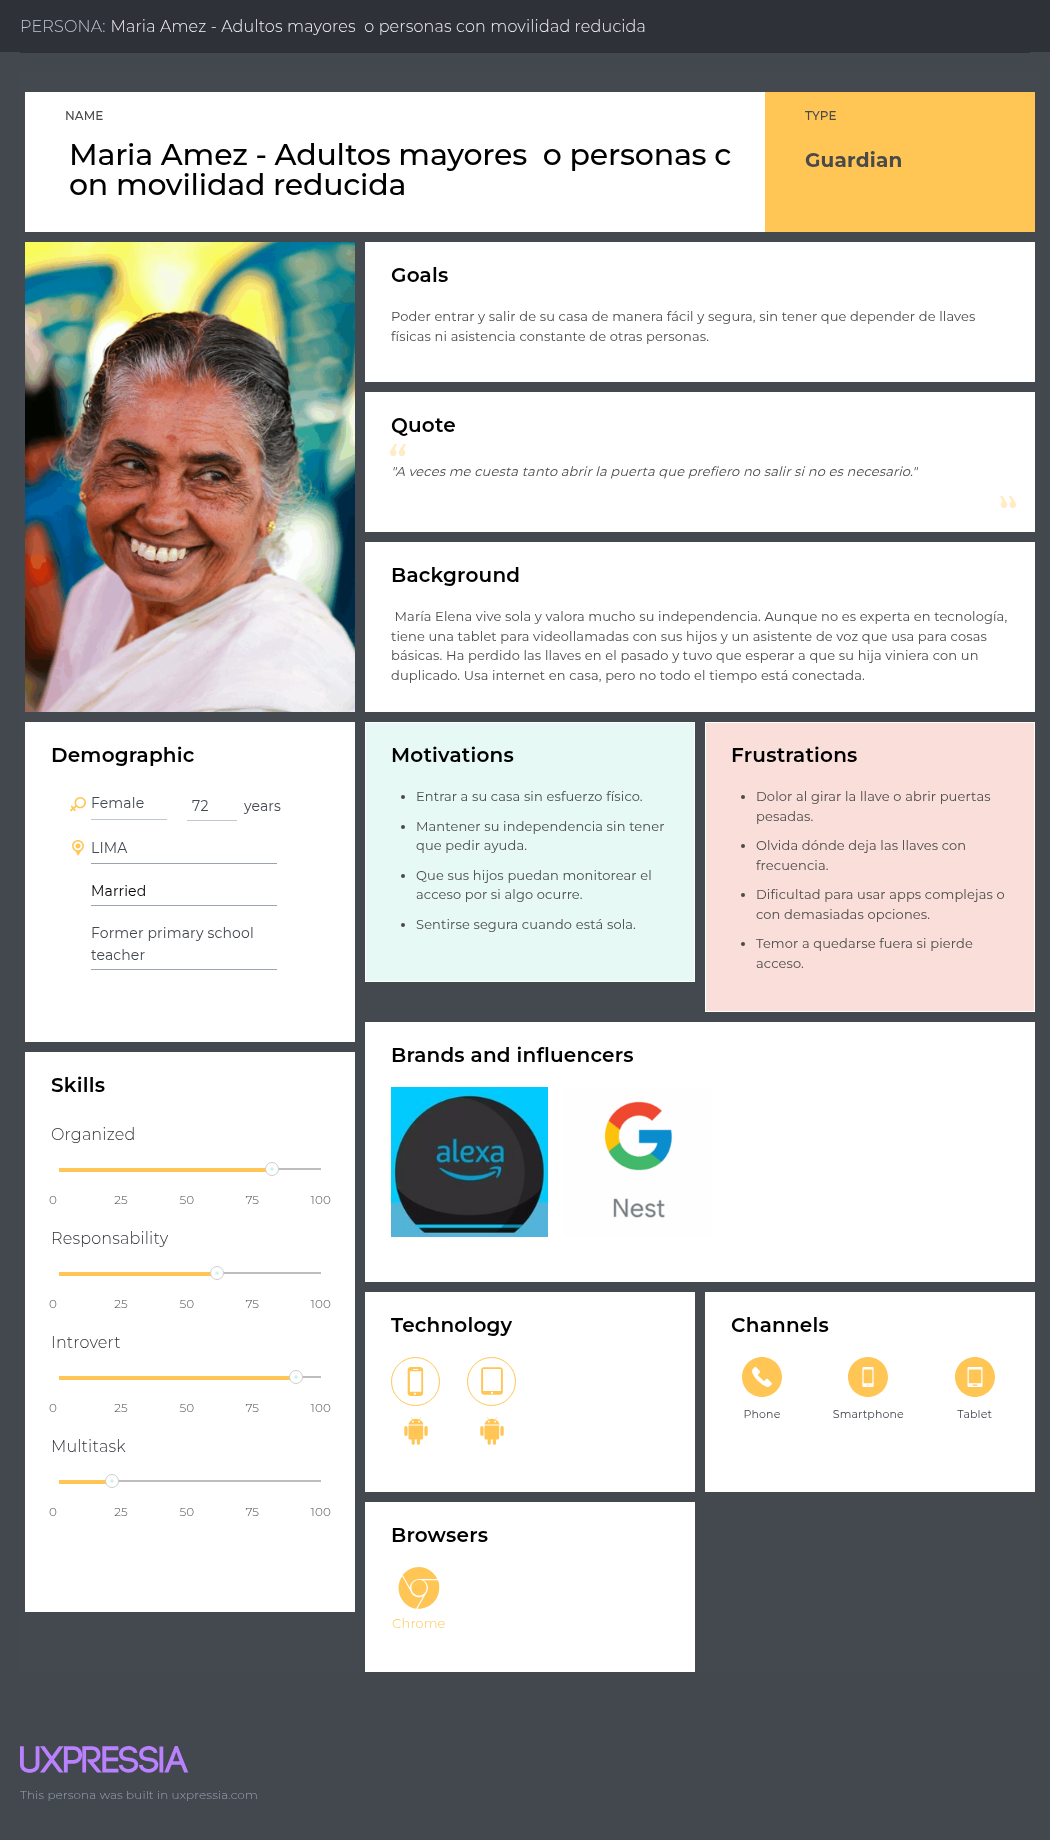 PERSONA: Maria Amez - Adultos mayores  o personas con movilidad reducida
NAME
Maria Amez - Adultos mayores  o personas c
on movilidad reducida
TYPE
Guardian
Goals
Poder entrar y salir de su casa de manera fácil y segura, sin tener que depender de llaves
físicas ni asistencia constante de otras personas.
Quote
“
"A veces me cuesta tanto abrir la puerta que prefiero no salir si no es necesario."
”
Background
María Elena vive sola y valora mucho su independencia. Aunque no es experta en tecnología,
tiene una tablet para videollamadas con sus hijos y un asistente de voz que usa para cosas
básicas. Ha perdido las llaves en el pasado y tuvo que esperar a que su hija viniera con un
duplicado. Usa internet en casa, pero no todo el tiempo está conectada.
Demographic
Female 72 years
LIMA
Married
Former primary school
teacher
Motivations
• Entrar a su casa sin esfuerzo físico.
• Mantener su independencia sin tener
que pedir ayuda.
• Que sus hijos puedan monitorear el
acceso por si algo ocurre.
• Sentirse segura cuando está sola.
Frustrations
• Dolor al girar la llave o abrir puertas
pesadas.
• Olvida dónde deja las llaves con
frecuencia.
• Dificultad para usar apps complejas o
con demasiadas opciones.
• Temor a quedarse fuera si pierde
acceso.
Skills
Organized
0 25 50 75 100
Responsability
0 25 50 75 100
Introvert
0 25 50 75 100
Multitask
0 25 50 75 100
Brands and influencers
alexa
G
Nest
Technology
Channels
Phone Smartphone Tablet
Browsers
Chrome
UXPRESSIA
This persona was built in uxpressia.com